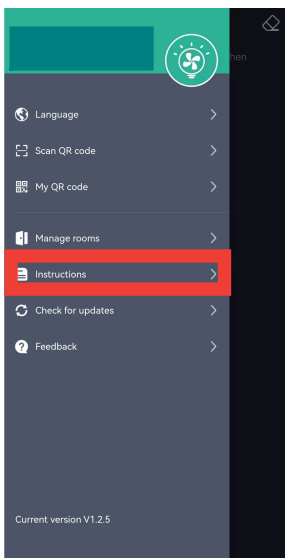 hen
Language
Scan QR code
My QR code
Manage rooms
Instructions
Check for updates
Feedback
Current version V1.2.5